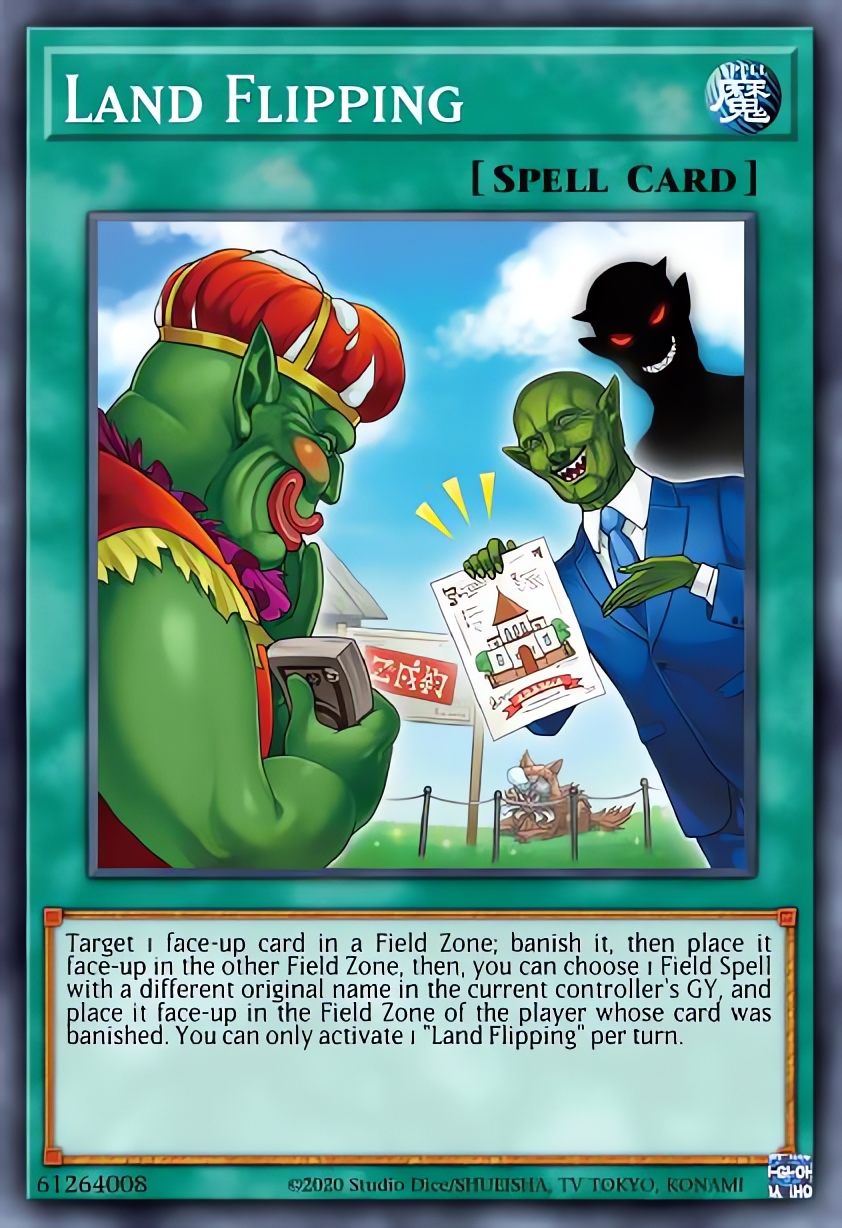 LAND FLIPPING
魔
[SPELL CARD]
Target 1 face-up card in a Field Zone; banish it, then place it
face-up in the other Field Zone, then, you can choose 1 Field Spell
with a different original name in the current controller's GY, and
place it face-up in the Field Zone of the player whose card was
banished. You can only activate 1 "Land Flipping" per turn.
61264008
©2020 Studio Dice/SHUEISHA, TV TOKYO, KONAMI